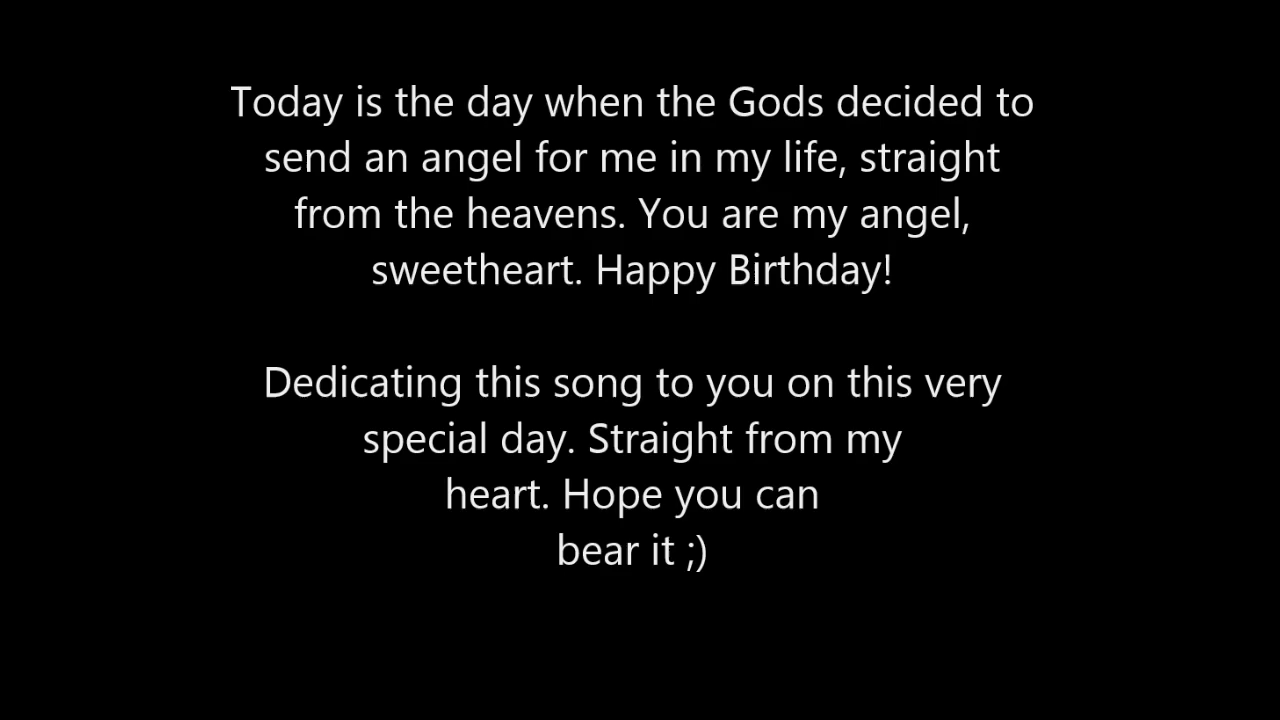 Today is the day when the Gods decided to
send an angel for me in my life, straight
from the heavens. You are my angel,
sweetheart. Happy Birthday!
Dedicating this song to you on this very
special day. Straight from my
heart. Hope you can
bear it ;)